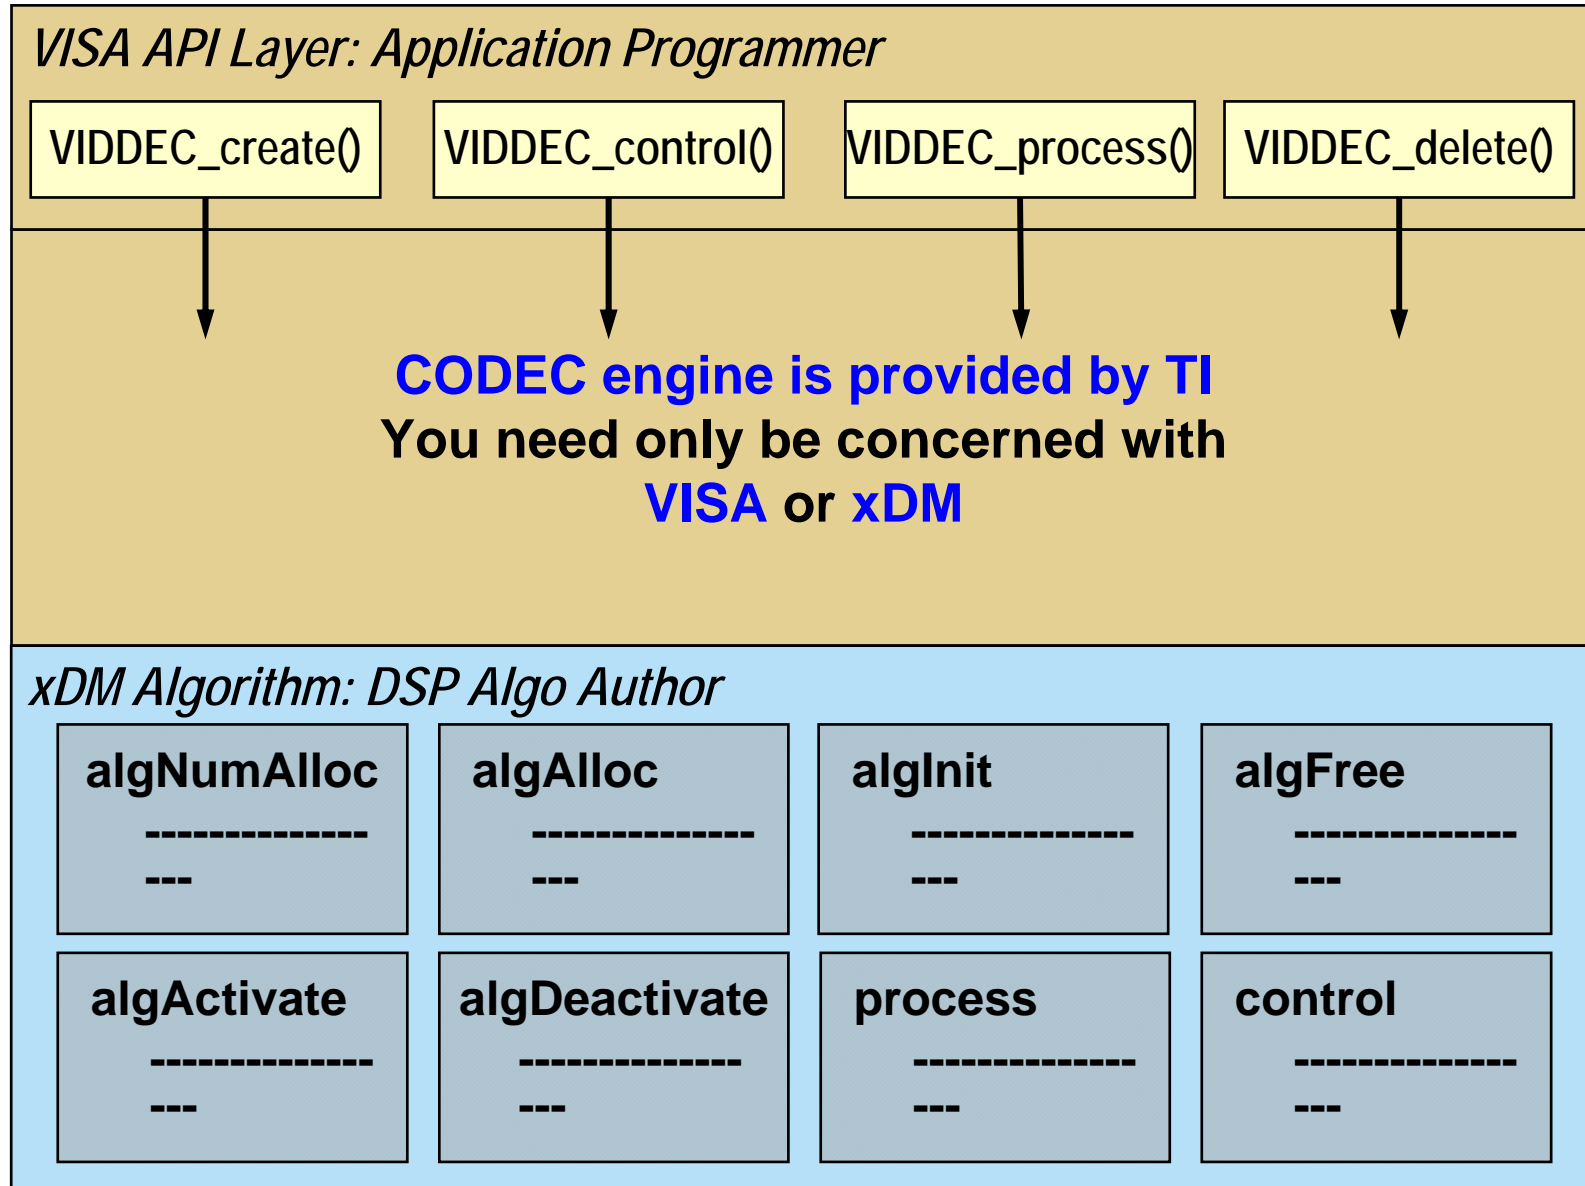 VISA API Layer: Application Programmer
VIDDEC_create() VIDDEC_control() VIDDEC_process() VIDDEC_delete()
CODEC engine is provided by TI
You need only be concerned with
VISA or xDM
xDM Algorithm: DSP Algo Author
algNumAlloc
--------------
---
algAlloc
--------------
---
algInit
--------------
---
algFree
--------------
---
algActivate
--------------
---
algDeactivate
--------------
---
process
--------------
---
control
--------------
---